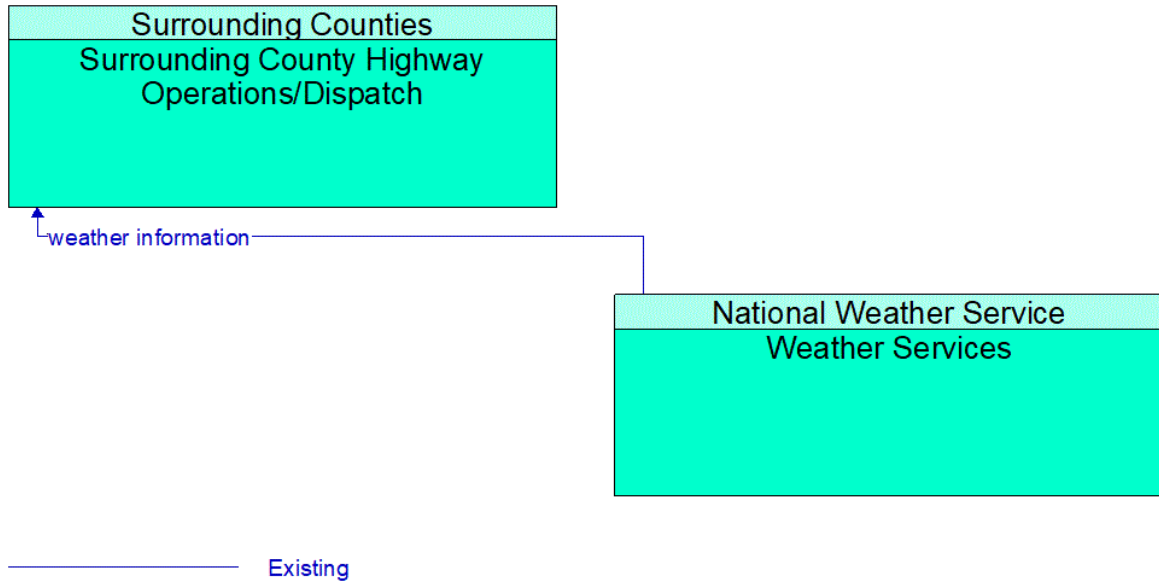 Surrounding Counties
Surrounding County Highway
Operations/Dispatch
weather information
National Weather Service
Weather Services
Existing